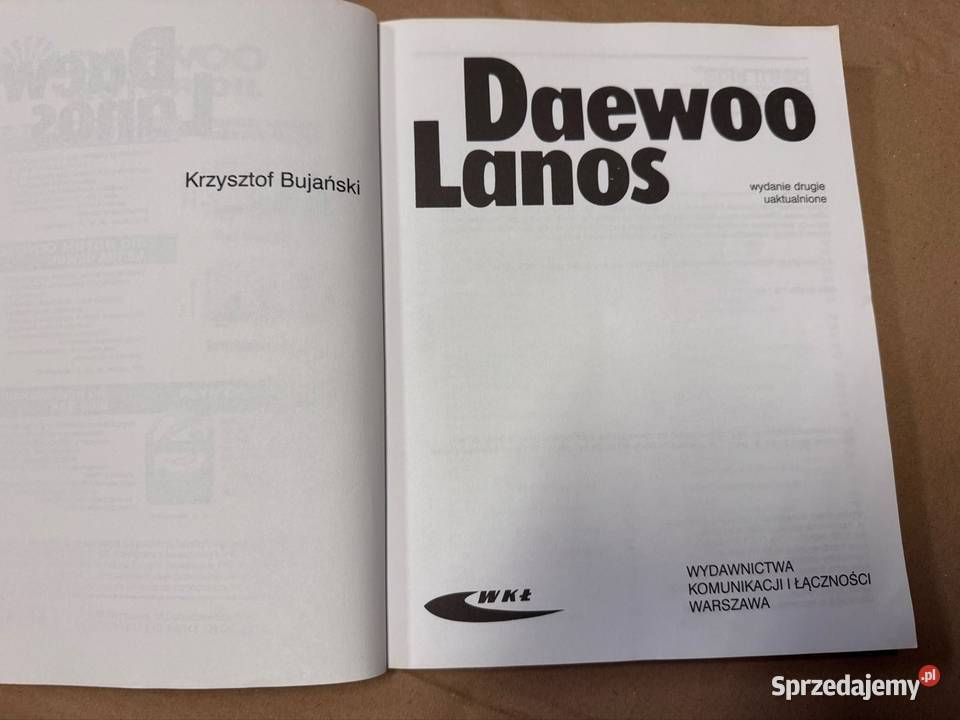 Krzysztof Bujański
Daewoo
Lanos
wydanie drugie
uaktualnione
WKŁ
WYDAWNICTWA
KOMUNIKACJI I ŁĄCZNOŚCI
WARSZAWA
Sprzedajemy.pl